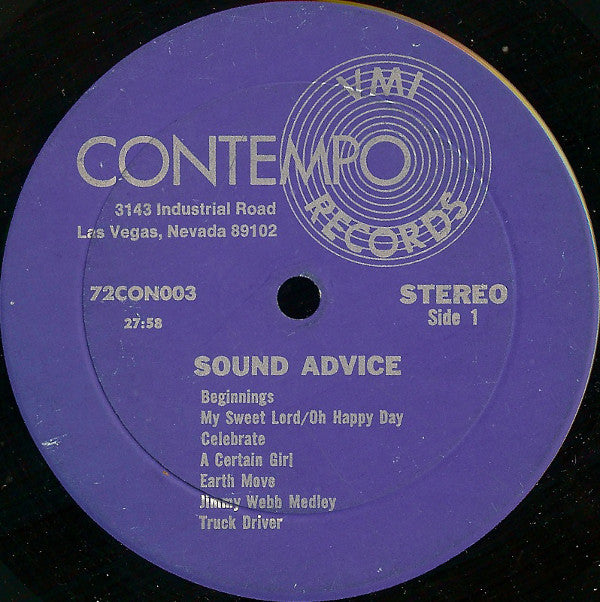 VMI
CONTEMPO
RECORDS
3143 Industrial Road
Las Vegas, Nevada 89102
72CON003
STEREO
27:58
Side 1
SOUND ADVICE
Beginnings
My Sweet Lord/Oh Happy Day
Celebrate
A Certain Girl
Earth Move
Jimmy Webb Medley
Truck Driver